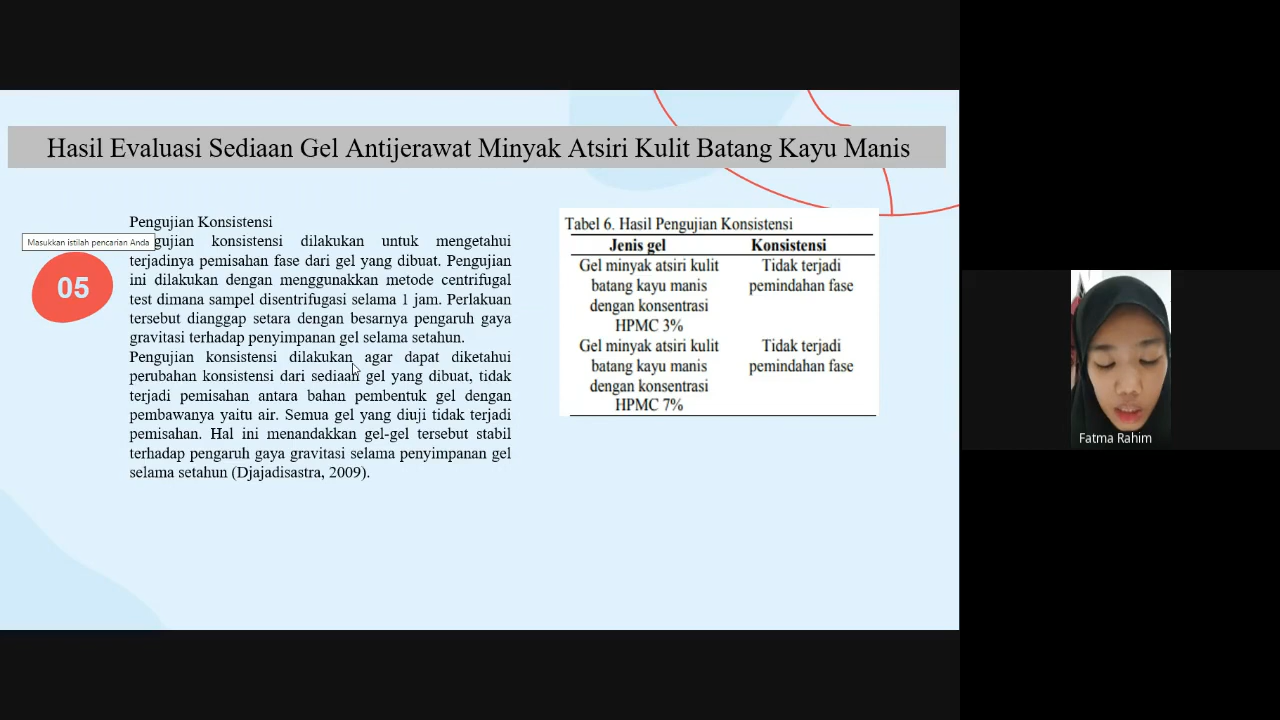 Hasil Evaluasi Sediaan Gel Antijerawat Minyak Atsiri Kulit Batang Kayu Manis
Pengujian Konsistensi
Masukkan istilah pencarian Anda
gujian konsistensi dilakukan untuk mengetahui
terjadinya pemisahan fase dari gel yang dibuat. Pengujian
ini dilakukan dengan menggunakkan metode centrifugal
test dimana sampel disentrifugasi selama 1 jam. Perlakuan
tersebut dianggap setara dengan besarnya pengaruh gaya
gravitasi terhadap penyimpanan gel selama setahun.
Pengujian konsistensi dilakukan agar dapat diketahui
perubahan konsistensi dari sediaan gel yang dibuat, tidak
terjadi pemisahan antara bahan pembentuk gel dengan
pembawanya yaitu air. Semua gel yang diuji tidak terjadi
pemisahan. Hal ini menandakkan gel-gel tersebut stabil
terhadap pengaruh gaya gravitasi selama penyimpanan gel
selama setahun (Djajadisastra, 2009).
05
Tabel 6. Hasil Pengujian Konsistensi
Jenis gel Konsistensi
Gel minyak atsiri kulit Tidak terjadi
batang kayu manis pemindahan fase
dengan konsentrasi
HPMC 3%
Gel minyak atsiri kulit Tidak terjadi
batang kayu manis pemindahan fase
dengan konsentrasi
HPMC 7%
Fatma Rahim